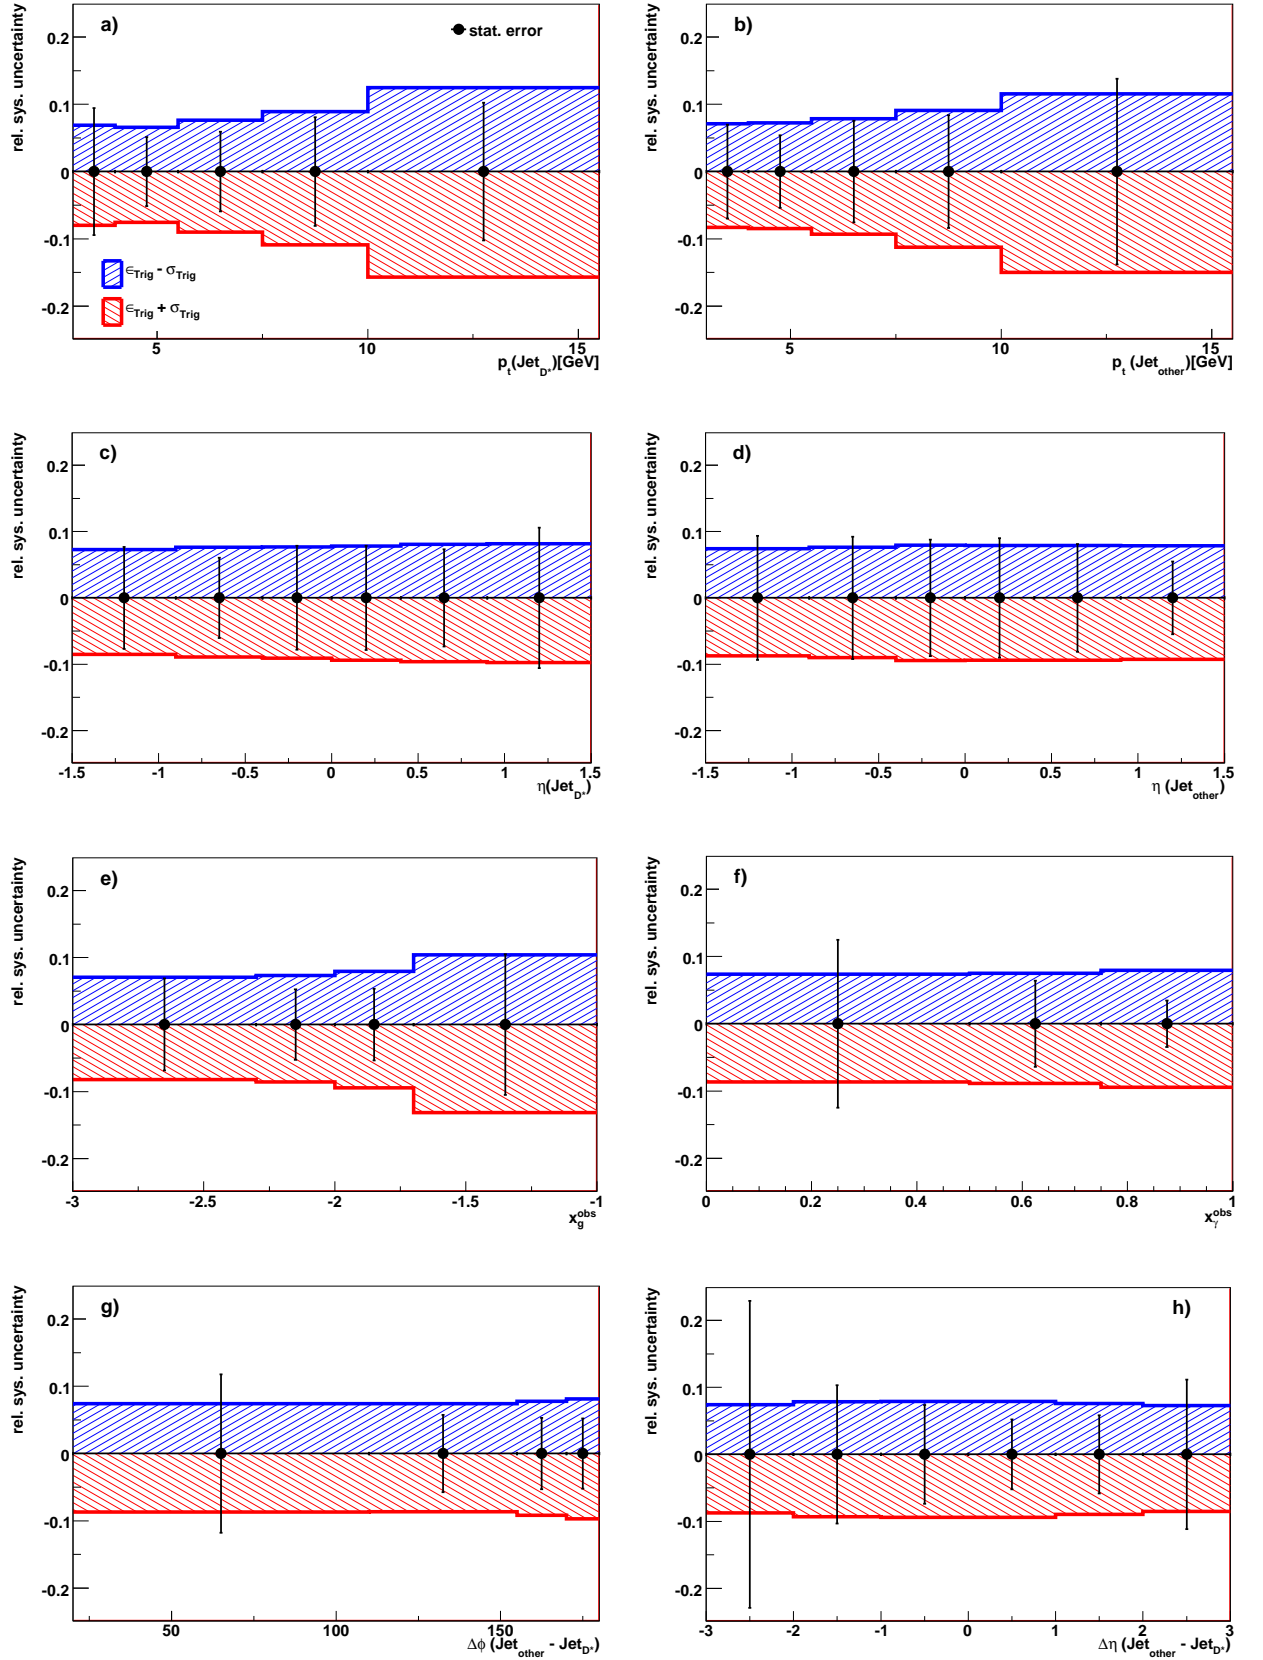 a)
stat. error
rel. sys. uncertainty
0.2
0.1
0
-0.1
-0.2
ϵTrig - σTrig
ϵTrig + σTrig
5 10 15
pt(JetD*)[GeV]
b)
rel. sys. uncertainty
0.2
0.1
0
-0.1
-0.2
5 10 15
pt (Jetother)[GeV]
c)
rel. sys. uncertainty
0.2
0.1
0
-0.1
-0.2
-1.5 -1 -0.5 0 0.5 1 1.5
η(JetD*)
d)
rel. sys. uncertainty
0.2
0.1
0
-0.1
-0.2
-1.5 -1 -0.5 0 0.5 1 1.5
η (Jetother)
e)
rel. sys. uncertainty
0.2
0.1
0
-0.1
-0.2
-3 -2.5 -2 -1.5 -1
xgobs
f)
rel. sys. uncertainty
0.2
0.1
0
-0.1
-0.2
0 0.2 0.4 0.6 0.8 1
xγobs
g)
rel. sys. uncertainty
0.2
0.1
0
-0.1
-0.2
50 100 150
Δϕ (Jetother - JetD*)
h)
rel. sys. uncertainty
0.2
0.1
0
-0.1
-0.2
-3 -2 -1 0 1 2 3
Δη (Jetother - JetD*)